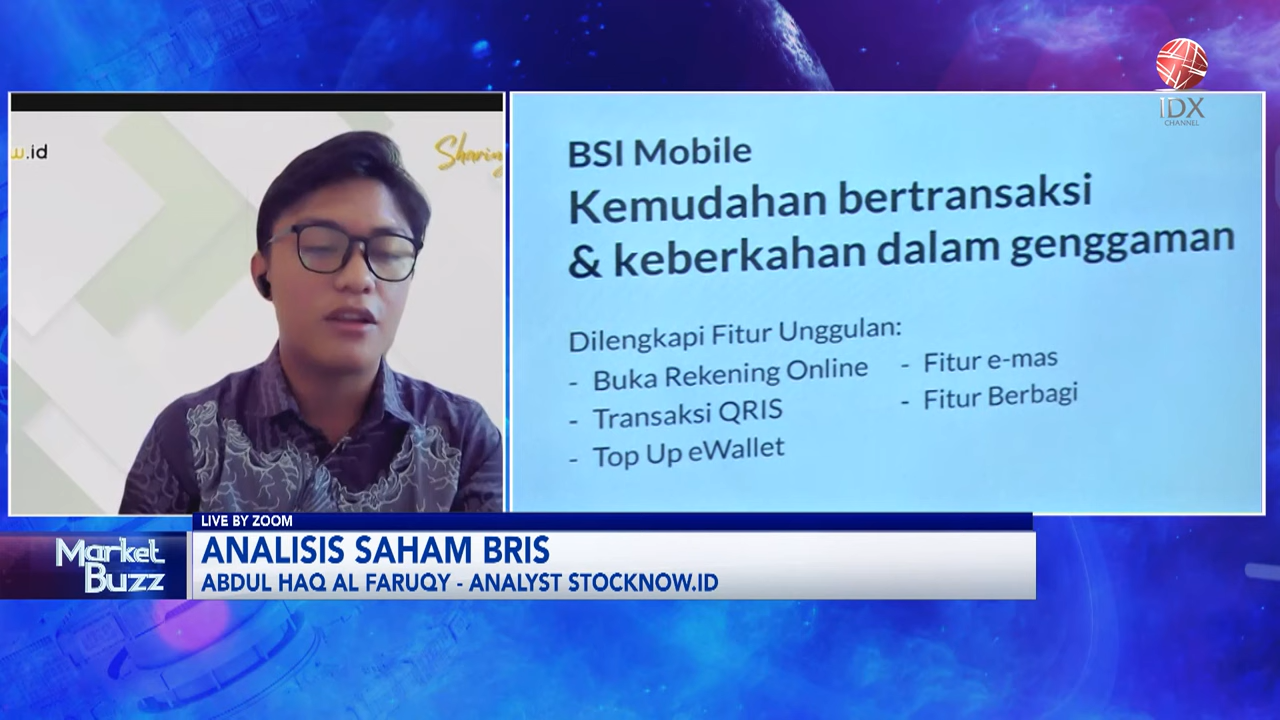 IDX
CHANNEL
w.id
Sharing
BSI Mobile
Kemudahan bertransaksi
& keberkahan dalam genggaman
Dilengkapi Fitur Unggulan:
- Buka Rekening Online
- Transaksi QRIS
- Top Up eWallet
- Fitur e-mas
- Fitur Berbagi
LIVE BY ZOOM
Market
Buzz
ANALISIS SAHAM BRIS
ABDUL HAQ AL FARUQY - ANALYST STOCKNOW.ID